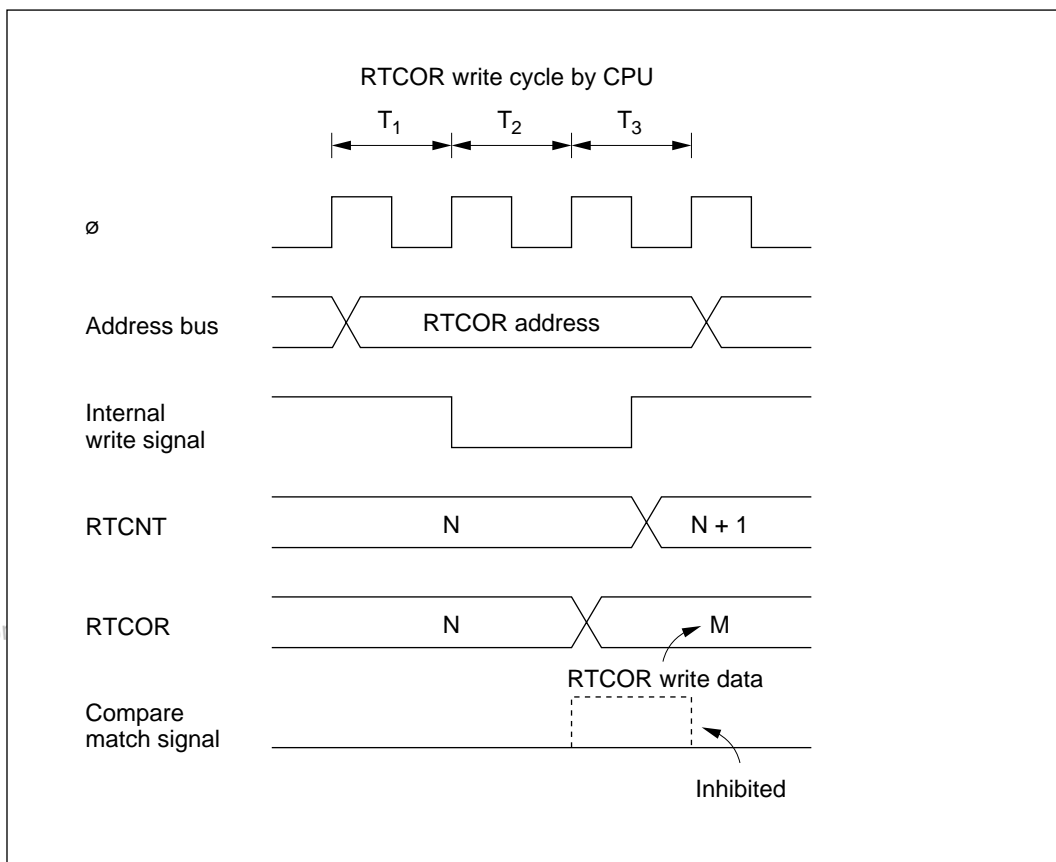 RTCOR write cycle by CPU
T1 T2 T3
ø
Address bus
RTCOR address
Internal
write signal
RTCNT
N
N + 1
RTCOR
N
M
RTCOR write data
Compare
match signal
Inhibited